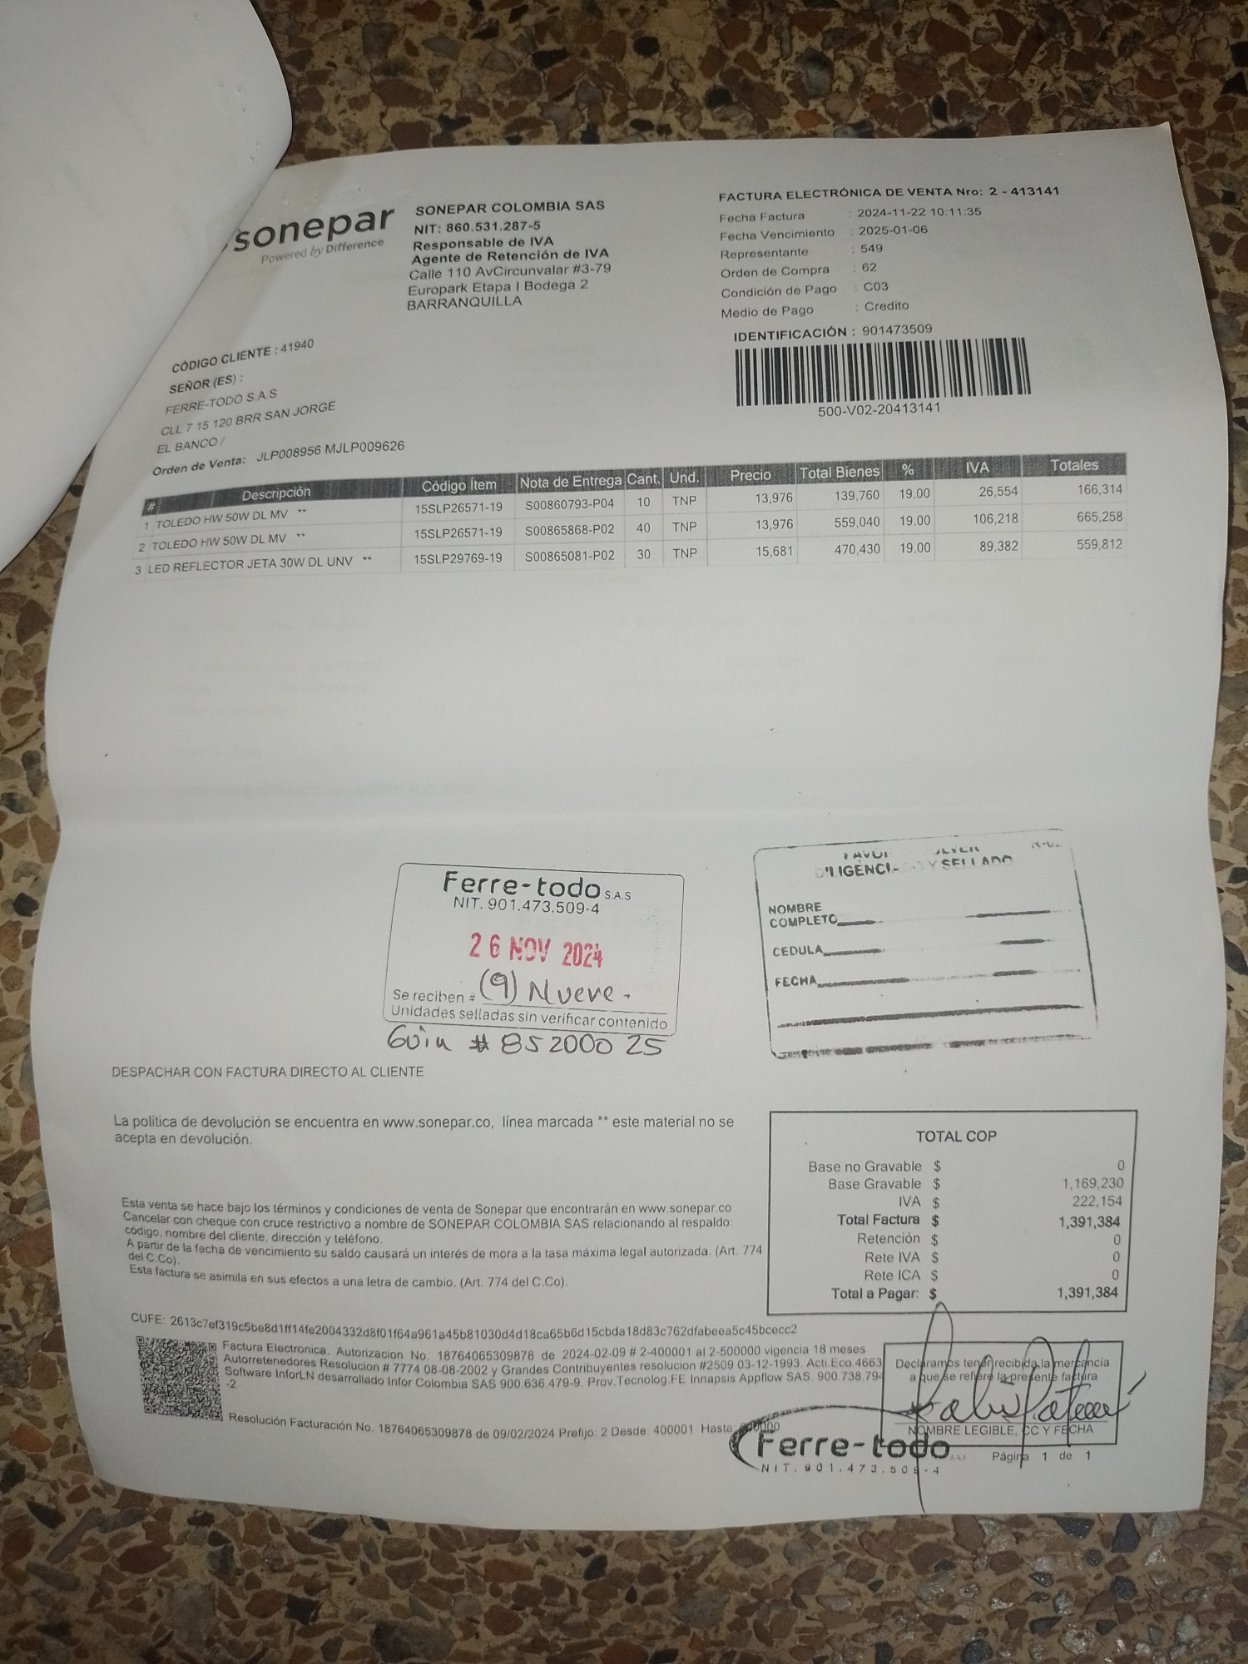 sonepar
Powered by Difference
SONEPAR COLOMBIA SAS
NIT: 860.531.287-5
Responsable de IVA
Agente de Retención de IVA
Calle 110 AvCircunvalar #3-79
Europark Etapa I Bodega 2
BARRANQUILLA
FACTURA ELECTRÓNICA DE VENTA Nro: 2 - 413141
Fecha Factura : 2024-11-22 10:11:35
Fecha Vencimiento : 2025-01-06
Representante : 549
Orden de Compra : 62
Condición de Pago : C03
Medio de Pago : Credito
IDENTIFICACIÓN : 901473509
500-V02-20413141
CÓDIGO CLIENTE : 41940
SEÑOR (ES) :
FERRE-TODO S.A.S
CLL 7 15 120 BRR SAN JORGE
EL BANCO /
Orden de Venta: JLP008956 MJLP009626
# Descripción Código Ítem Nota de Entrega Cant. Und. Precio Total Bienes % IVA Totales
1 TOLEDO HW 50W DL MV ** 15SLP26571-19 S00860793-P04 10 TNP 13,976 139,760 19.00 26,554 166,314
2 TOLEDO HW 50W DL MV ** 15SLP26571-19 S00865868-P02 40 TNP 13,976 559,040 19.00 106,218 665,258
3 LED REFLECTOR JETA 30W DL UNV ** 15SLP29769-19 S00865081-P02 30 TNP 15,681 470,430 19.00 89,382 559,812
Ferre-todo S.A.S
NIT. 901.473.509-4
26 NOV 2024
Se reciben = (9) Nueve.
Unidades selladas sin verificar contenido
Guia # 85200025
Y SELLADO
NOMBRE
COMPLETO
CEDULA
FECHA
DESPACHAR CON FACTURA DIRECTO AL CLIENTE
La política de devolución se encuentra en www.sonepar.co, línea marcada ** este material no se
acepta en devolución.
Esta venta se hace bajo los términos y condiciones de venta de Sonepar que encontrarán en www.sonepar.co
Cancelar con cheque con cruce restrictivo a nombre de SONEPAR COLOMBIA SAS relacionando al respaldo:
código, nombre del cliente, dirección y teléfono.
A partir de la fecha de vencimiento su saldo causará un interés de mora a la tasa máxima legal autorizada. (Art. 774
del C.Co).
Esta factura se asimila en sus efectos a una letra de cambio. (Art. 774 del C.Co).
TOTAL COP
Base no Gravable $ 0
Base Gravable $ 1,169,230
IVA $ 222,154
Total Factura $ 1,391,384
Retención $ 0
Rete IVA $ 0
Rete ICA $ 0
Total a Pagar: $ 1,391,384
CUFE: 2613c7ef319c5be8d1ff14fe2004332d8f01f64a961a45b81030d4d18ca65b6d15cbda18d83c762dfabeea5c45bcecc2
Factura Electronica. Autorizacion No. 18764065309878 de 2024-02-09 # 2-400001 al 2-500000 vigencia 18 meses
Autorretenedores Resolucion # 7774 08-08-2002 y Grandes Contribuyentes resolucion #2509 03-12-1993. Acti.Eco 4663
Software InforLN desarrollado Infor Colombia SAS 900.636.479-9. Prov.Tecnolog.FE Innapsis Appflow SAS. 900.738.794
-2
Resolución Facturación No. 18764065309878 de 09/02/2024 Prefijo: 2 Desde: 400001 Hasta
Declaramos tener recibida la mercancia
a que se refiere la presente factura
NOMBRE LEGIBLE, CC Y FECHA
Ferre-todo S.A.S
NIT. 901.473.509-4
Página 1 de 1